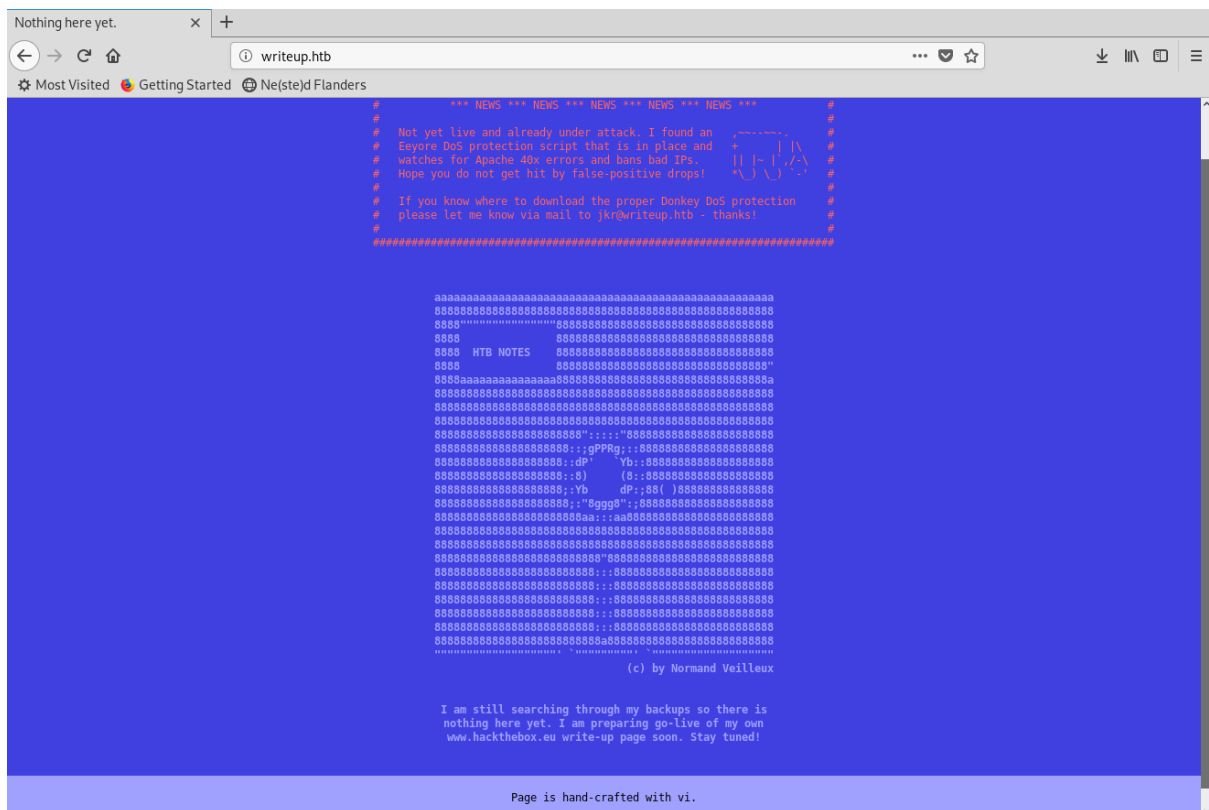 Nothing here yet.
writeup.htb
Most Visited Getting Started Ne(ste)d Flanders
# *** NEWS *** NEWS *** NEWS *** NEWS *** NEWS *** #
# #
# Not yet live and already under attack. I found an ,~~--~~-. #
# Eeyore DoS protection script that is in place and + | |\ #
# watches for Apache 40x errors and bans bad IPs. || |~ |`,/-\ #
# Hope you do not get hit by false-positive drops! *\_) \_) `-' #
# #
# If you know where to download the proper Donkey DoS protection #
# please let me know via mail to jkr@writeup.htb - thanks! #
# #
HTB NOTES
(c) by Normand Veilleux
I am still searching through my backups so there is
nothing here yet. I am preparing go-live of my own
www.hackthebox.eu write-up page soon. Stay tuned!
Page is hand-crafted with vi.